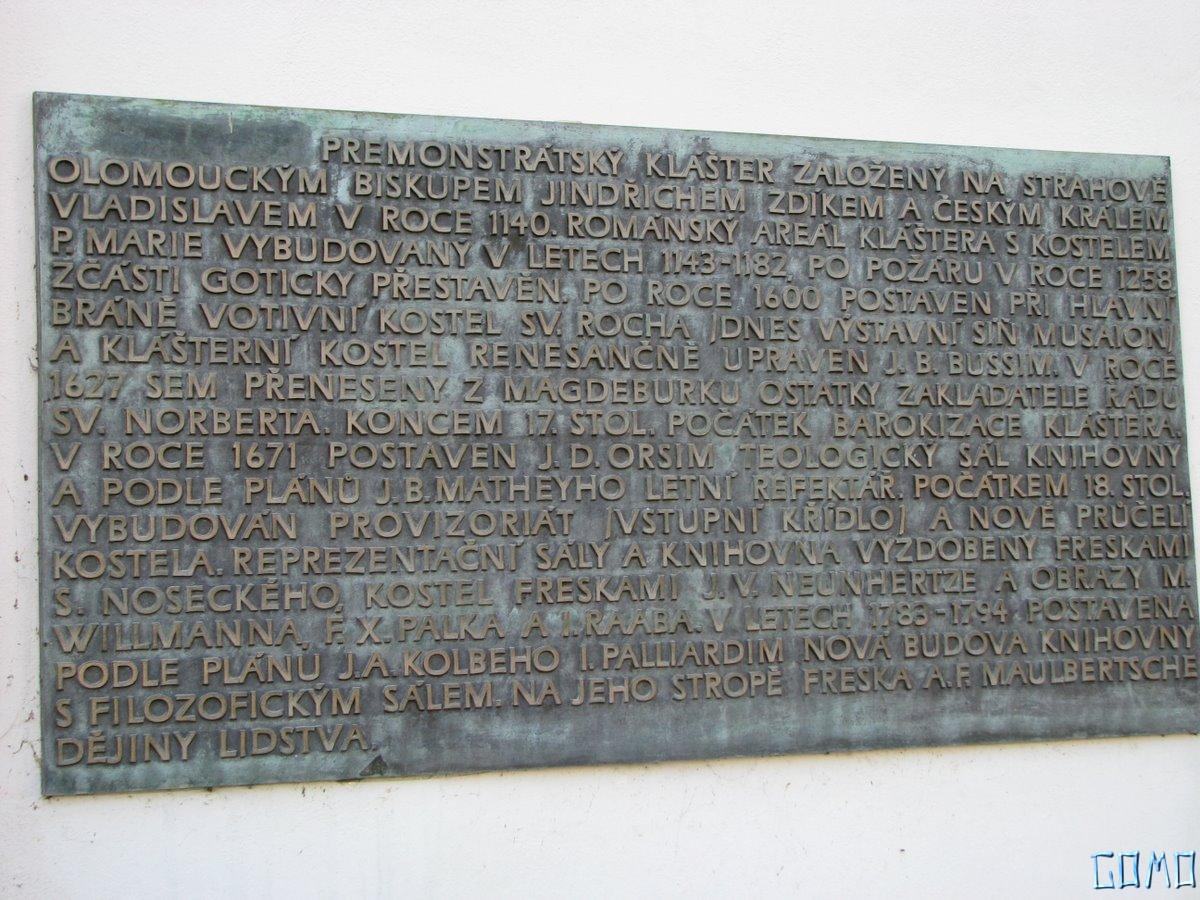 PREMONSTRÁTSKÝ KLÁŠTER ZALOŽENÝ NA STRAHOVĚ
OLOMOUCKÝM BISKUPEM JINDŘICHEM ZDÍKEM A ČESKÝM KRÁLEM
VLADISLAVEM V ROCE 1140. ROMÁNSKÝ AREÁL KLÁŠTERA S KOSTELEM
P. MARIE VYBUDOVANÝ V LETECH 1143-1182, PO POŽÁRU V ROCE 1258
ZČÁSTI GOTICKY PŘESTAVĚN. PO ROCE 1600 POSTAVEN PŘI HLAVNÍ
BRÁNĚ VOTIVNÍ KOSTEL SV. ROCHA /DNES VÝSTAVNÍ SÍŇ MUSAION/
A KLÁŠTERNÍ KOSTEL RENESANČNĚ UPRAVEN J. B. BUSSIM. V ROCE
1627 SEM PŘENESENY Z MAGDEBURKU OSTATKY ZAKLADATELE ŘÁDU
SV. NORBERTA. KONCEM 17. STOL. POČÁTEK BAROKIZACE KLÁŠTERA.
V ROCE 1671 POSTAVEN J. D. ORSIM TEOLOGICKÝ SÁL KNIHOVNY
A PODLE PLÁNŮ J. B. MATHEYHO LETNÍ REFEKTÁŘ. POČÁTKEM 18. STOL.
VYBUDOVÁN PROVIZORIÁT /VSTUPNÍ KŘÍDLO/ A NOVÉ PRŮČELÍ
KOSTELA. REPREZENTAČNÍ SÁLY A KNIHOVNA VYZDOBENY FRESKAMI
S. NOSECKÉHO, KOSTEL FRESKAMI J. V. NEUNHERTZE A OBRAZY M.
WILLMANNA, F. X. PALKA A I. RAABA. V LETECH 1783-1794 POSTAVENA
PODLE PLÁNU J. A. KOLBEHO I. PALLIARDIM NOVÁ BUDOVA KNIHOVNY
S FILOZOFICKÝM SÁLEM. NA JEHO STROPĚ FRESKA A. F. MAULBERTSCHE
DĚJINY LIDSTVA.
GOMO